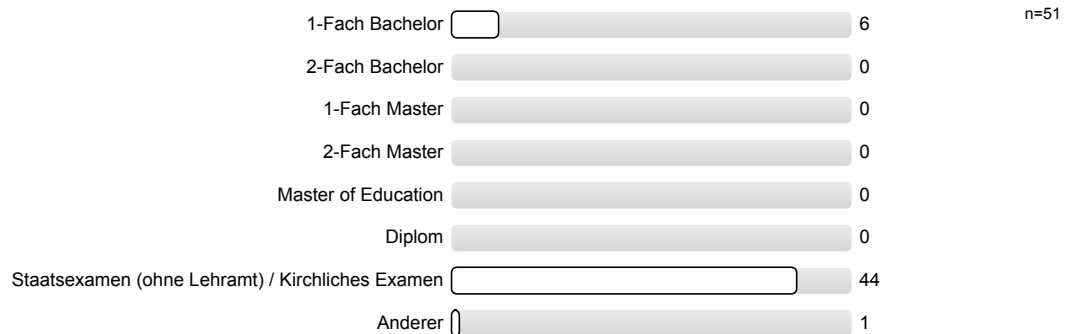 1-Fach Bachelor 6 n=51
2-Fach Bachelor 0
1-Fach Master 0
2-Fach Master 0
Master of Education 0
Diplom 0
Staatsexamen (ohne Lehramt) / Kirchliches Examen 44
Anderer 1